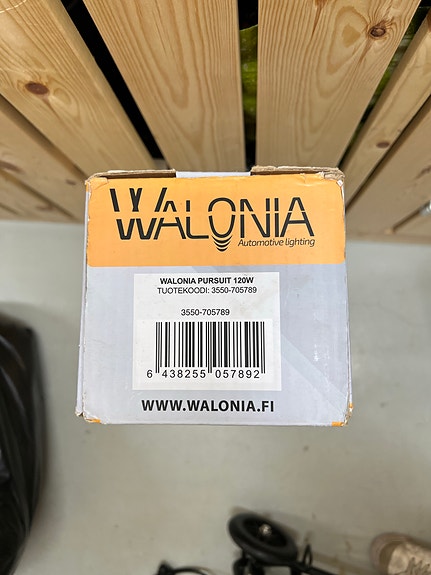 WALONIA
Automotive lighting
WALONIA PURSUIT 120W
TUOTEKOODI: 3550-705789
3550-705789
6 438255 057892
WWW.WALONIA.FI